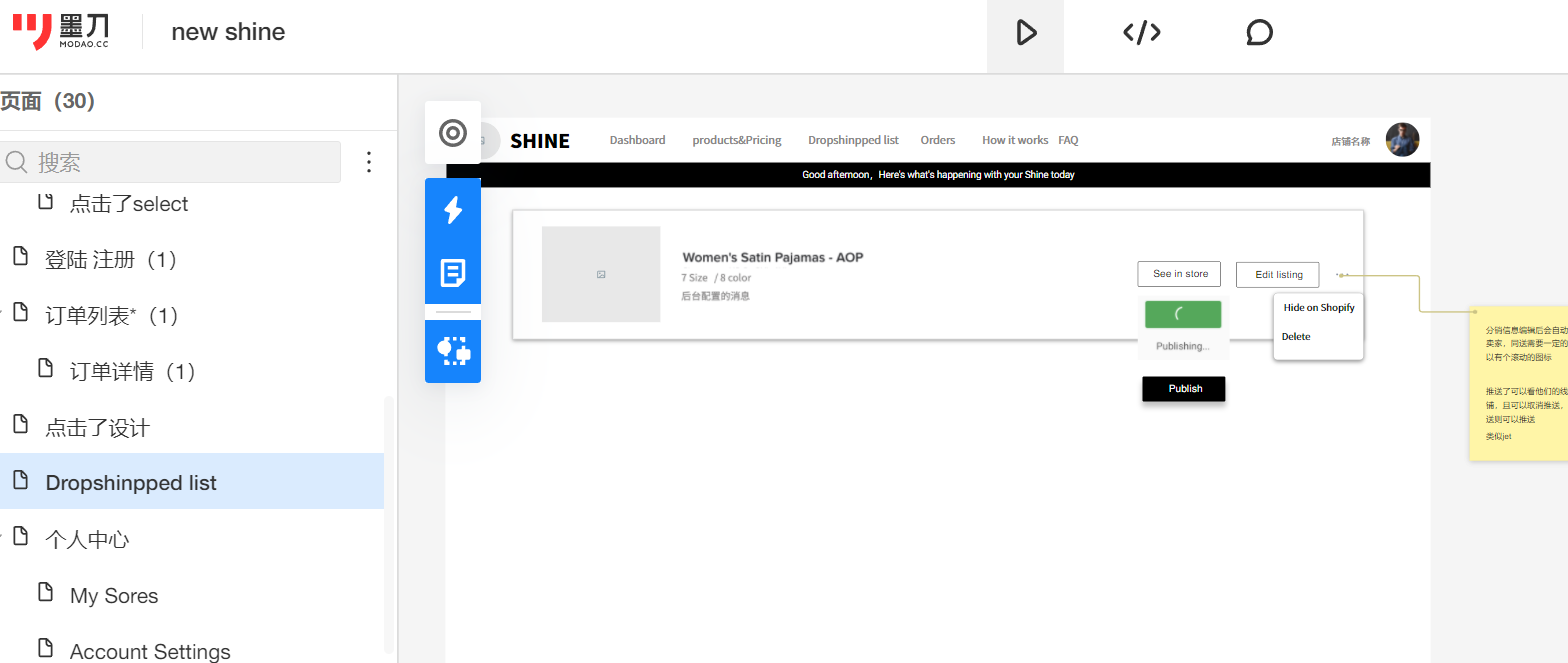 墨刀
MODAO.CC
new shine
页面（30）
搜索
点击了select
登陆 注册（1）
订单列表*（1）
订单详情（1）
点击了设计
Dropshinpped list
个人中心
My Sores
Account Settings
SHINE
Dashboard
products&Pricing
Dropshinpped list
Orders
How it works
FAQ
店铺名称
Good afternoon，Here's what's happening with your Shine today
Women's Satin Pajamas - AOP
7 Size / 8 color
后台配置的消息
See in store
Edit listing
Publishing...
Hide on Shopify
Delete
Publish
分销信息编辑后会自动
卖家，同送需要一定的
以有个滚动的图标
推送了可以看他们的线
铺，且可以取消推送，
送则可以推送
类似jet